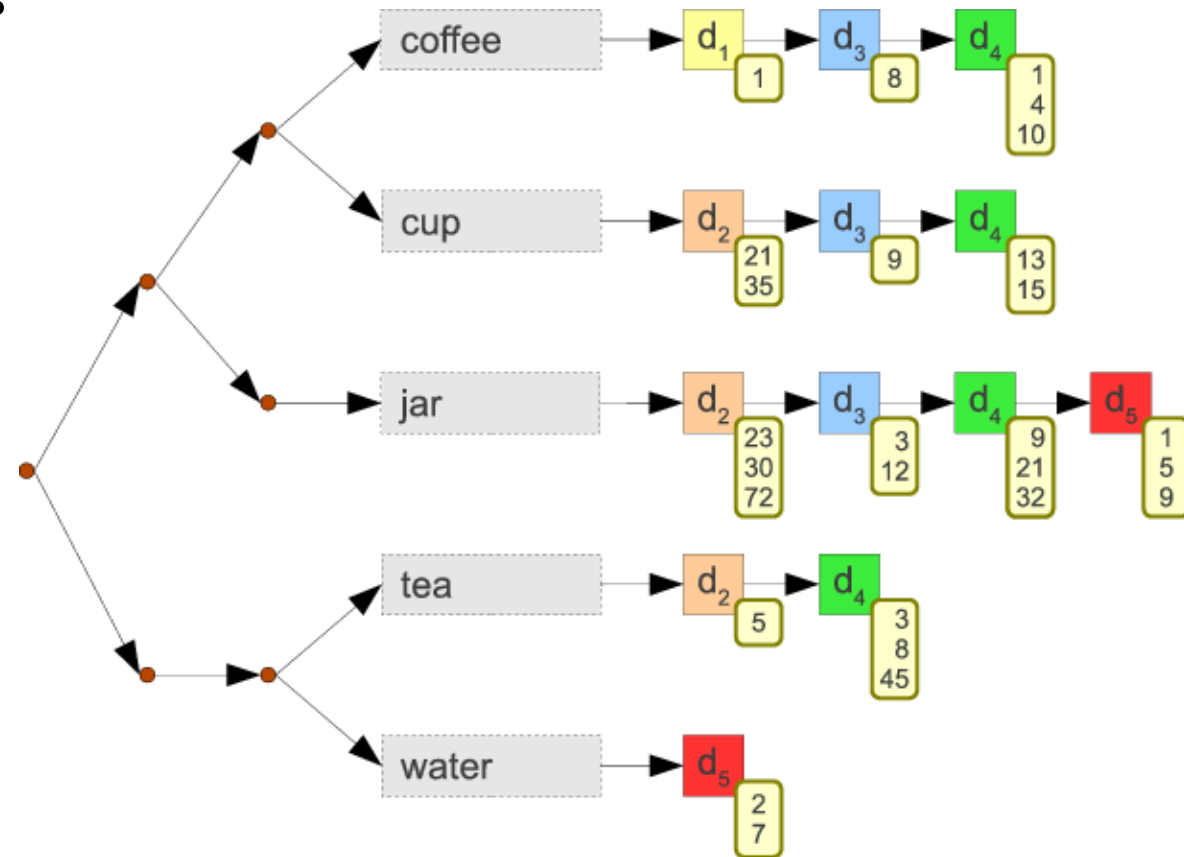 coffee d₁ d₃ d₄
1 8 1
4
10
cup d₂ d₃ d₄
21 9 13
35 15
jar d₂ d₃ d₄ d₅
23 3 9 1
30 12 21 5
72 32 9
tea d₂ d₄
5 3
8
45
water d₅
2
7